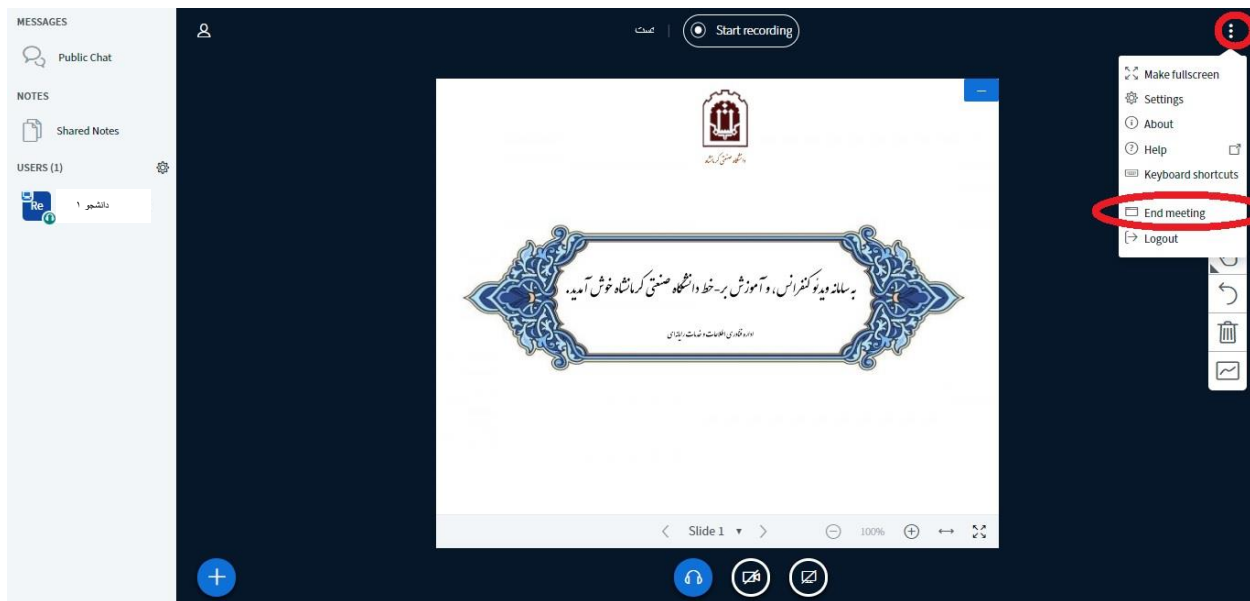 MESSAGES
Public Chat
NOTES
Shared Notes
USERS (1)
Re
دانشجو ۱
تست | Start recording
Make fullscreen
Settings
About
Help
Keyboard shortcuts
End meeting
Logout
دانشگاه صنعتی کرمانشاه
به سامانه ویدئو کنفرانس، و آموزش بر-خط دانشگاه صنعتی کرمانشاه خوش آمدید.
اداره فناوری اطلاعات و خدمات رایانه‌ای
Slide 1
100%